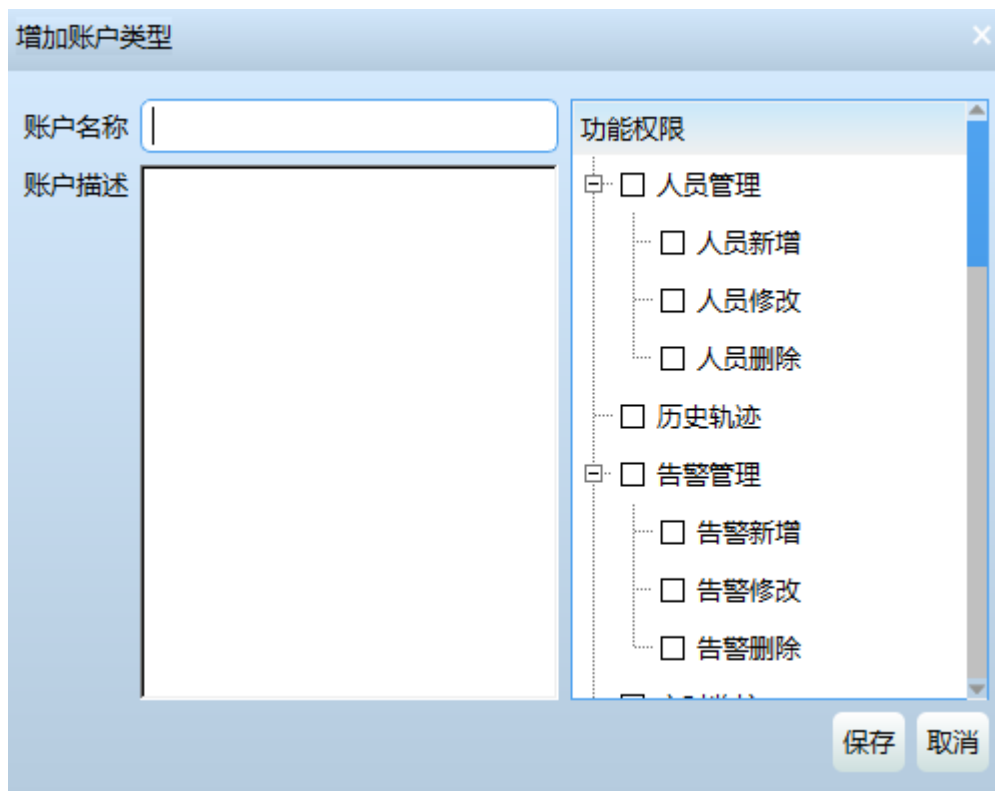 增加账户类型
账户名称
账户描述
功能权限
人员管理
人员新增
人员修改
人员删除
历史轨迹
告警管理
告警新增
告警修改
告警删除
保存 取消